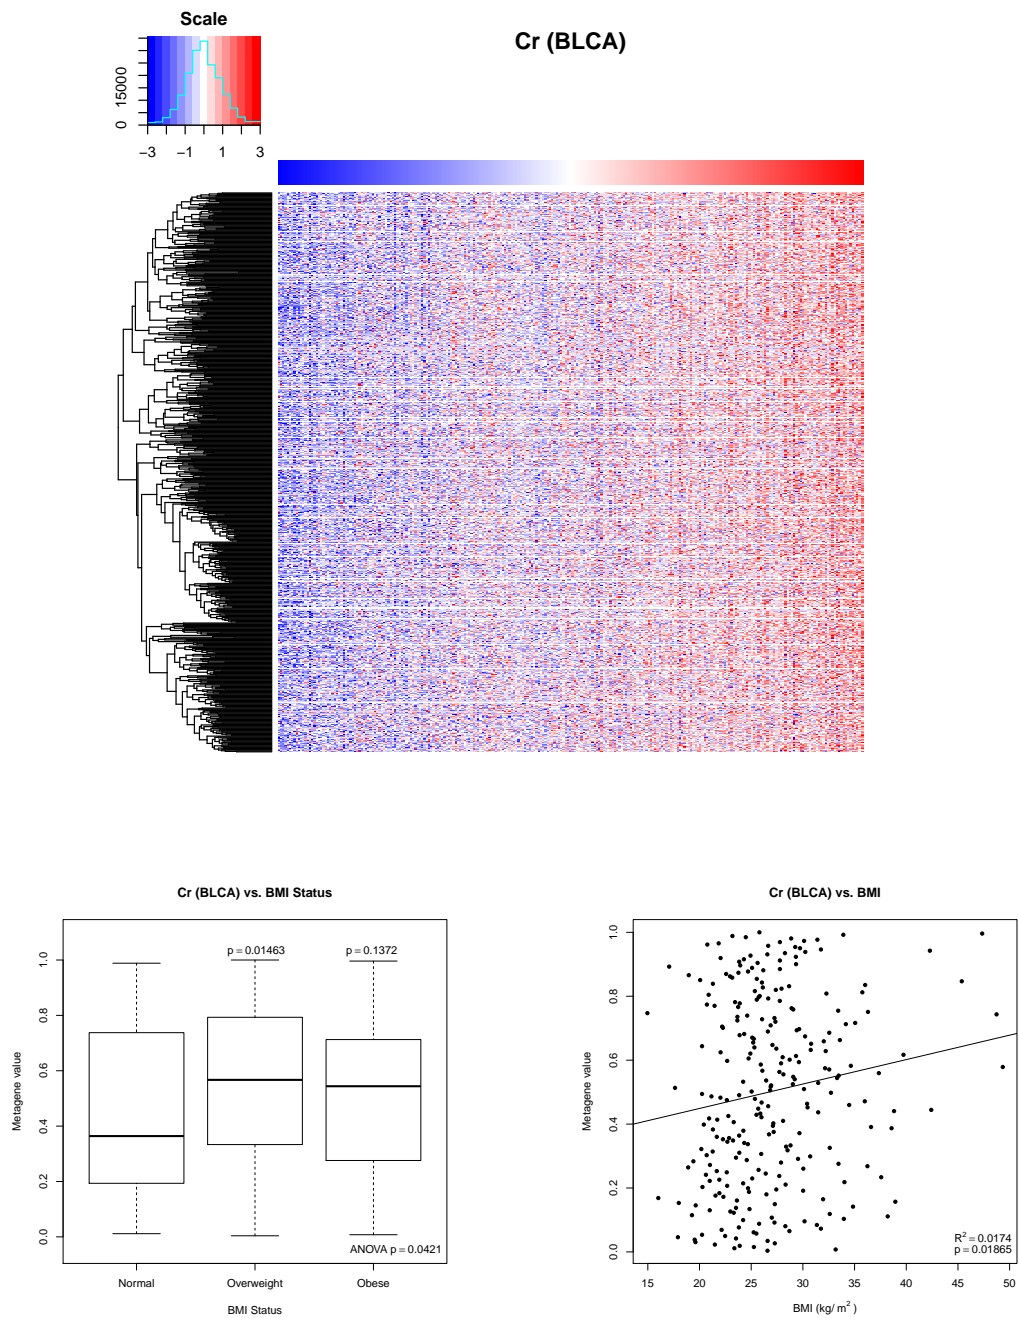 Scale
Cr (BLCA)
0 15000
−3 −1 1 3
Cr (BLCA) vs. BMI Status
p = 0.01463
p = 0.1372
Metagene value
0.0 0.2 0.4 0.6 0.8 1.0
ANOVA p = 0.0421
Normal Overweight Obese
BMI Status
Cr (BLCA) vs. BMI
Metagene value
0.0 0.2 0.4 0.6 0.8 1.0
R² = 0.0174
p = 0.01865
15 20 25 30 35 40 45 50
BMI (kg/ m²)